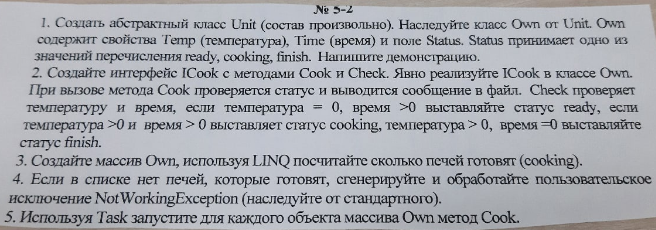 № 5-2
1. Создать абстрактный класс Unit (состав произвольно). Наследуйте класс Own от Unit. Own
содержит свойства Temp (температура), Time (время) и поле Status. Status принимает одно из
значений перечисления ready, cooking, finish. Напишите демонстрацию.
2. Создайте интерфейс ICook с методами Cook и Check. Явно реализуйте ICook в классе Own.
При вызове метода Cook проверяется статус и выводится сообщение в файл. Check проверяет
температуру и время, если температура = 0, время >0 выставляйте статус ready, если
температура >0 и время > 0 выставляет статус cooking, температура > 0, время =0 выставляйте
статус finish.
3. Создайте массив Own, используя LINQ посчитайте сколько печей готовят (cooking).
4. Если в списке нет печей, которые готовят, сгенерируйте и обработайте пользовательское
исключение NotWorkingException (наследуйте от стандартного).
5. Используя Task запустите для каждого объекта массива Own метод Cook.